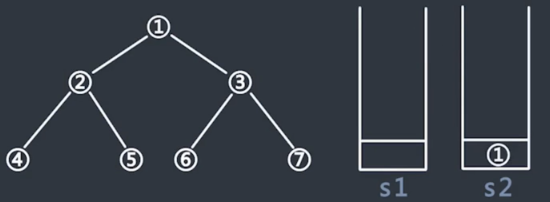 ①
② ③
④ ⑤ ⑥ ⑦ ①
s1 s2